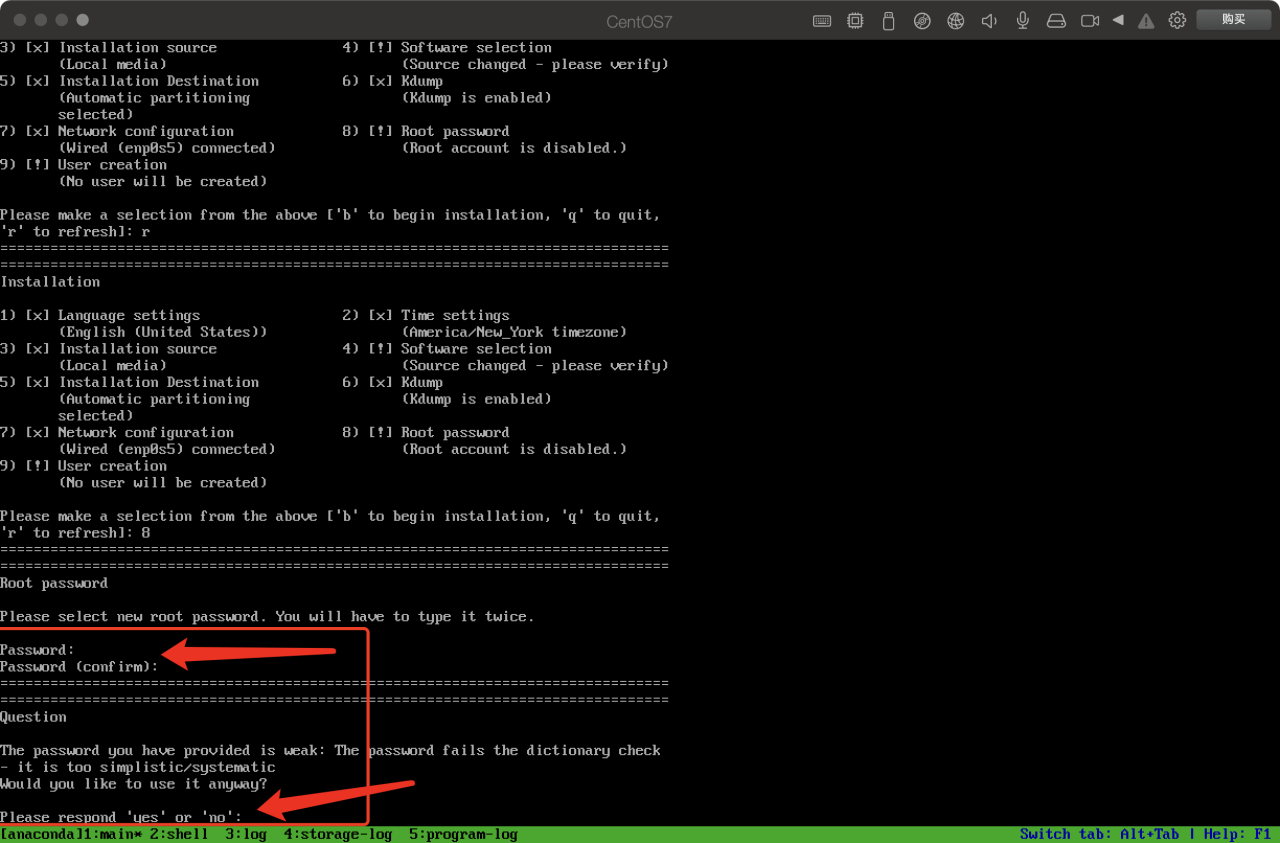 CentOS7
购买
3) [x] Installation source 4) [!] Software selection
(Local media) (Source changed - please verify)
5) [x] Installation Destination 6) [x] Kdump
(Automatic partitioning (Kdump is enabled)
selected)
7) [x] Network configuration 8) [!] Root password
(Wired (enp0s5) connected) (Root account is disabled.)
9) [!] User creation
(No user will be created)
Please make a selection from the above ['b' to begin installation, 'q' to quit,
'r' to refresh]: r
================================================================================
================================================================================
Installation
1) [x] Language settings 2) [x] Time settings
(English (United States)) (America/New_York timezone)
3) [x] Installation source 4) [!] Software selection
(Local media) (Source changed - please verify)
5) [x] Installation Destination 6) [x] Kdump
(Automatic partitioning (Kdump is enabled)
selected)
7) [x] Network configuration 8) [!] Root password
(Wired (enp0s5) connected) (Root account is disabled.)
9) [!] User creation
(No user will be created)
Please make a selection from the above ['b' to begin installation, 'q' to quit,
'r' to refresh]: 8
================================================================================
================================================================================
Root password
Please select new root password. You will have to type it twice.
Password:
Password (confirm):
================================================================================
================================================================================
Question
The password you have provided is weak: The password fails the dictionary check
- it is too simplistic/systematic
Would you like to use it anyway?
Please respond 'yes' or 'no':
[anaconda]1:main* 2:shell 3:log 4:storage-log 5:program-log Switch tab: Alt+Tab | Help: F1